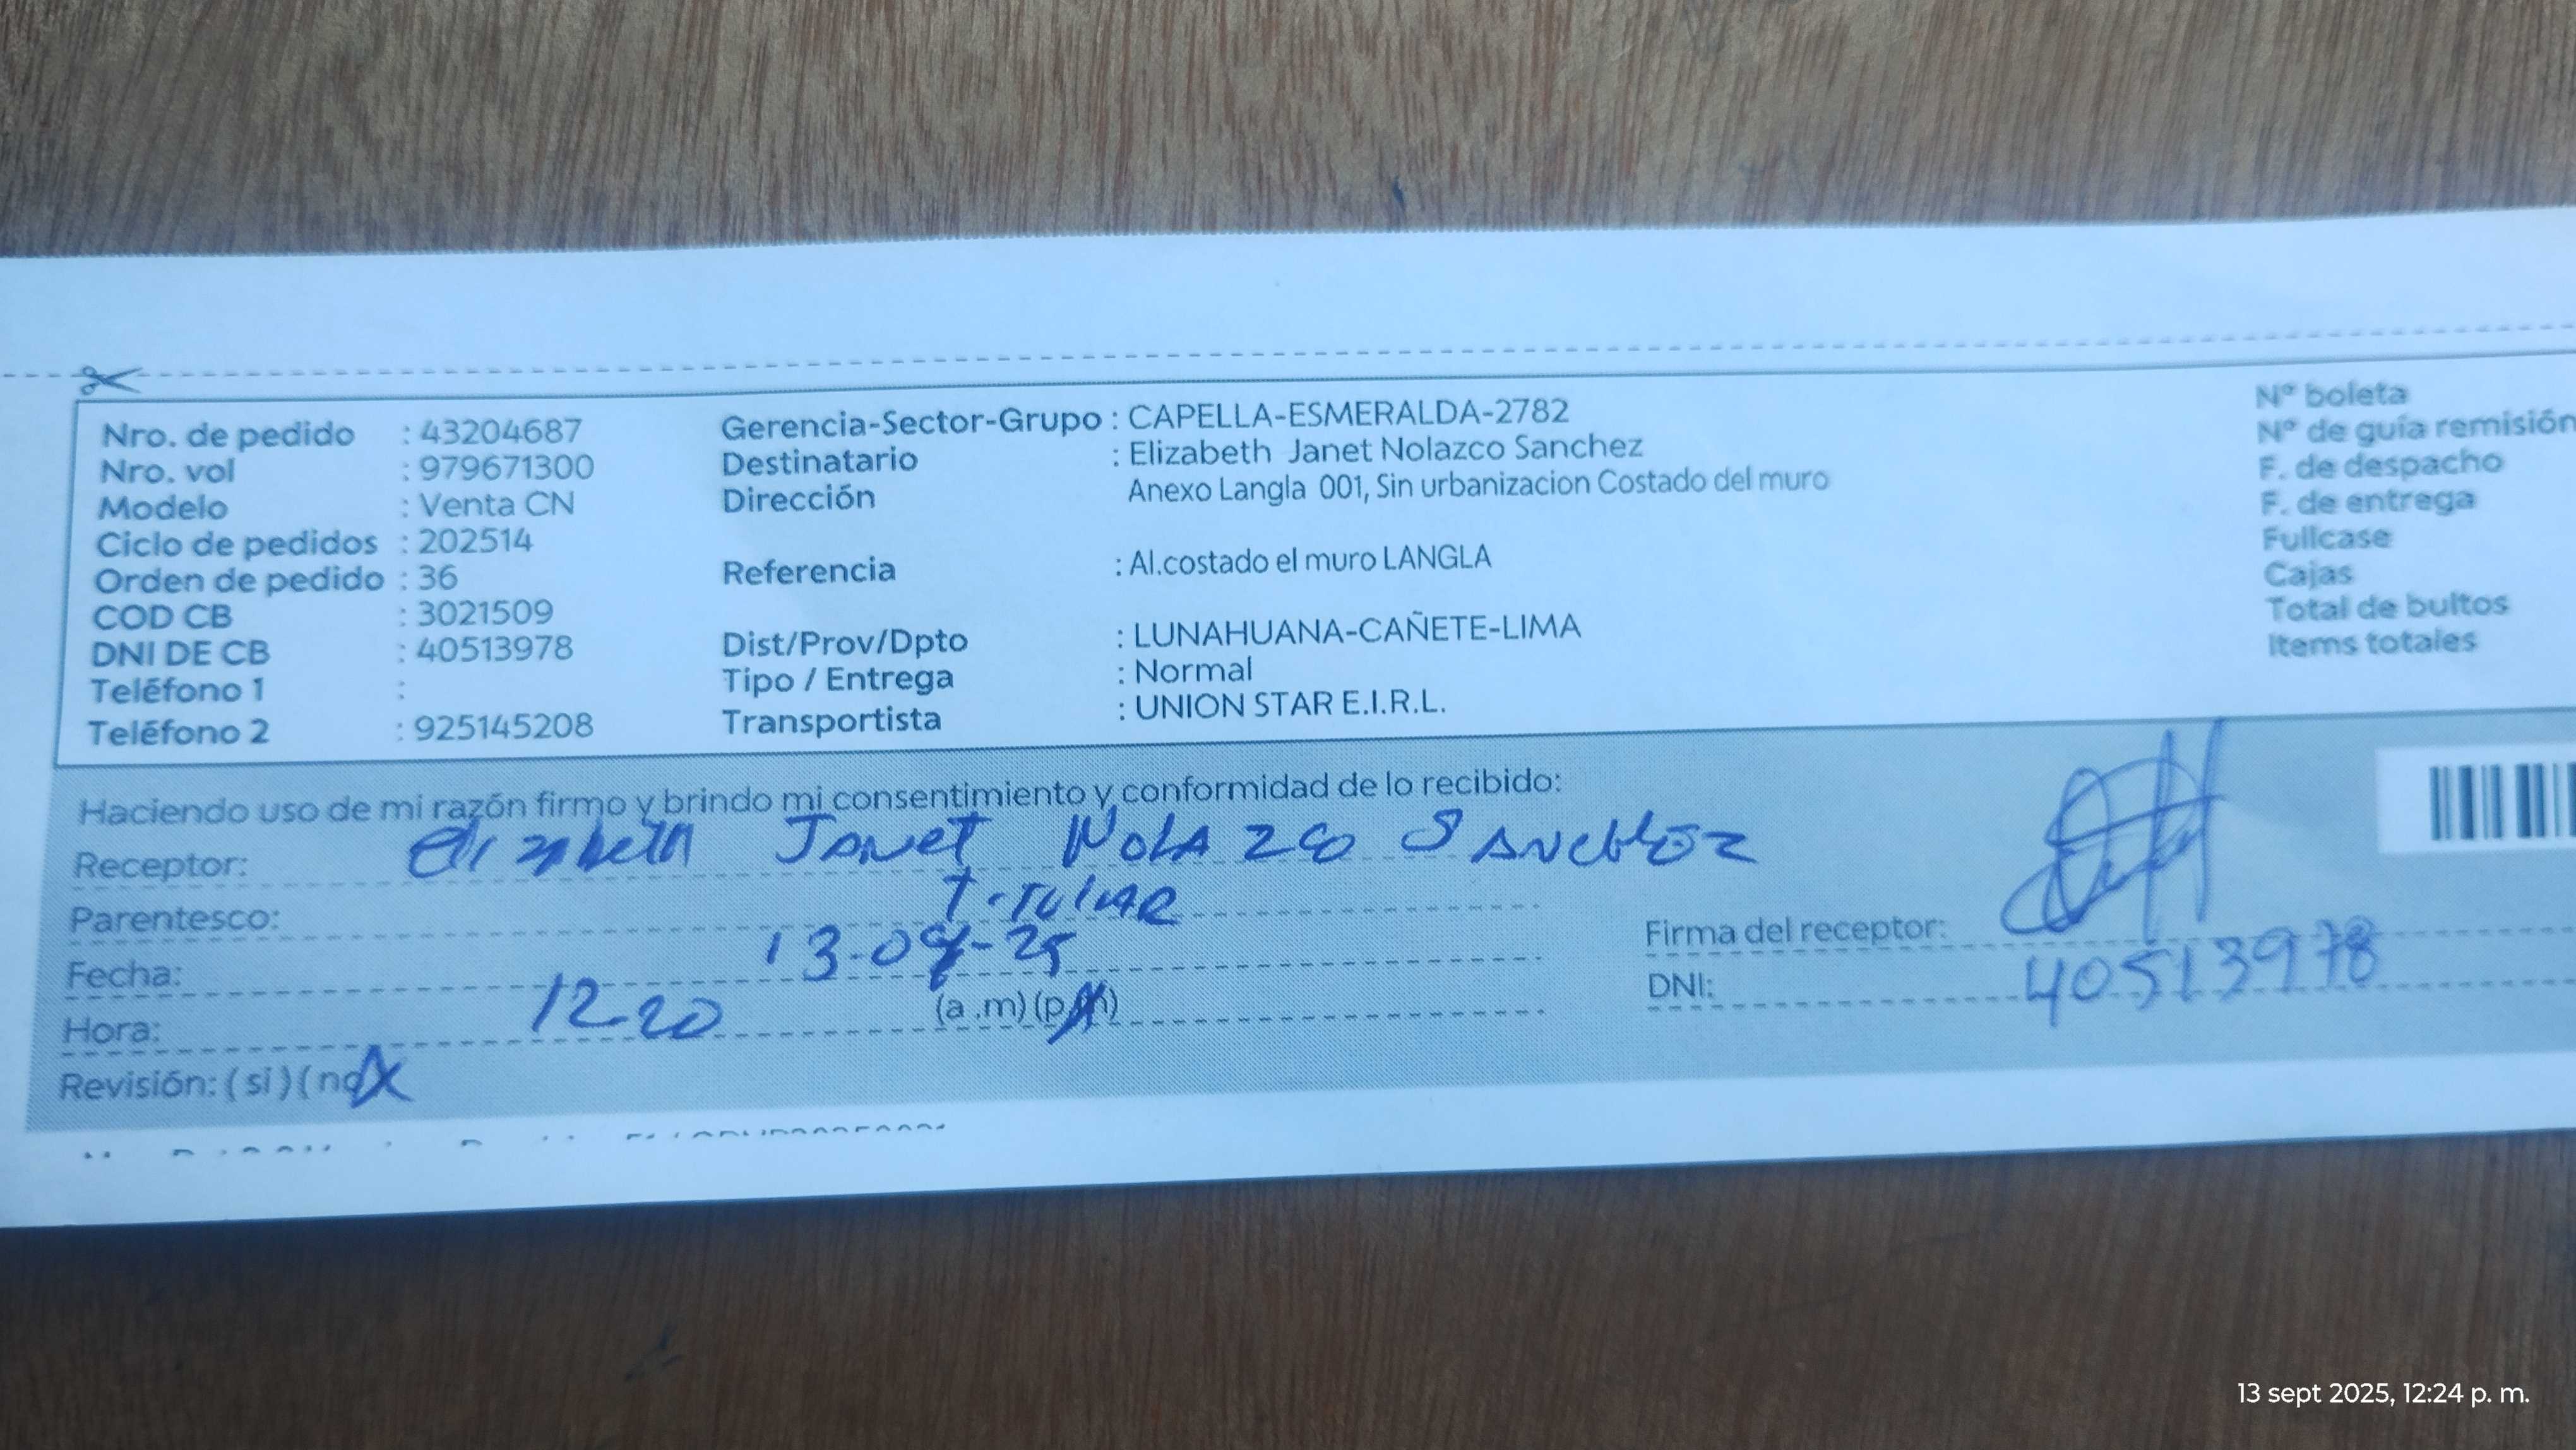 Nro. de pedido : 43204687
Nro. vol : 979671300
Modelo : Venta CN
Ciclo de pedidos : 202514
Orden de pedido : 36
COD CB : 3021509
DNI DE CB : 40513978
Teléfono 1 :
Teléfono 2 : 925145208
Gerencia-Sector-Grupo : CAPELLA-ESMERALDA-2782
Destinatario : Elizabeth Janet Nolazco Sanchez
Dirección Anexo Langla 001, Sin urbanizacion Costado del muro
Referencia : Al.costado el muro LANGLA
Dist/Prov/Dpto : LUNAHUANA-CAÑETE-LIMA
Tipo / Entrega : Normal
Transportista : UNION STAR E.I.R.L.
Nº boleta
Nº de guía remisión
F. de despacho
F. de entrega
Fullcase
Cajas
Total de bultos
Items totales
Haciendo uso de mi razón firmo y brindo mi consentimiento y conformidad de lo recibido:
Receptor: Elizabeth Janet Nolazco Sanchez
Parentesco: Titular
Fecha: 13-09-25
Hora: 12-20 (a.m)(p.m)
Revisión: (si)(no)
Firma del receptor:
DNI: 40513978
13 sept 2025, 12:24 p. m.